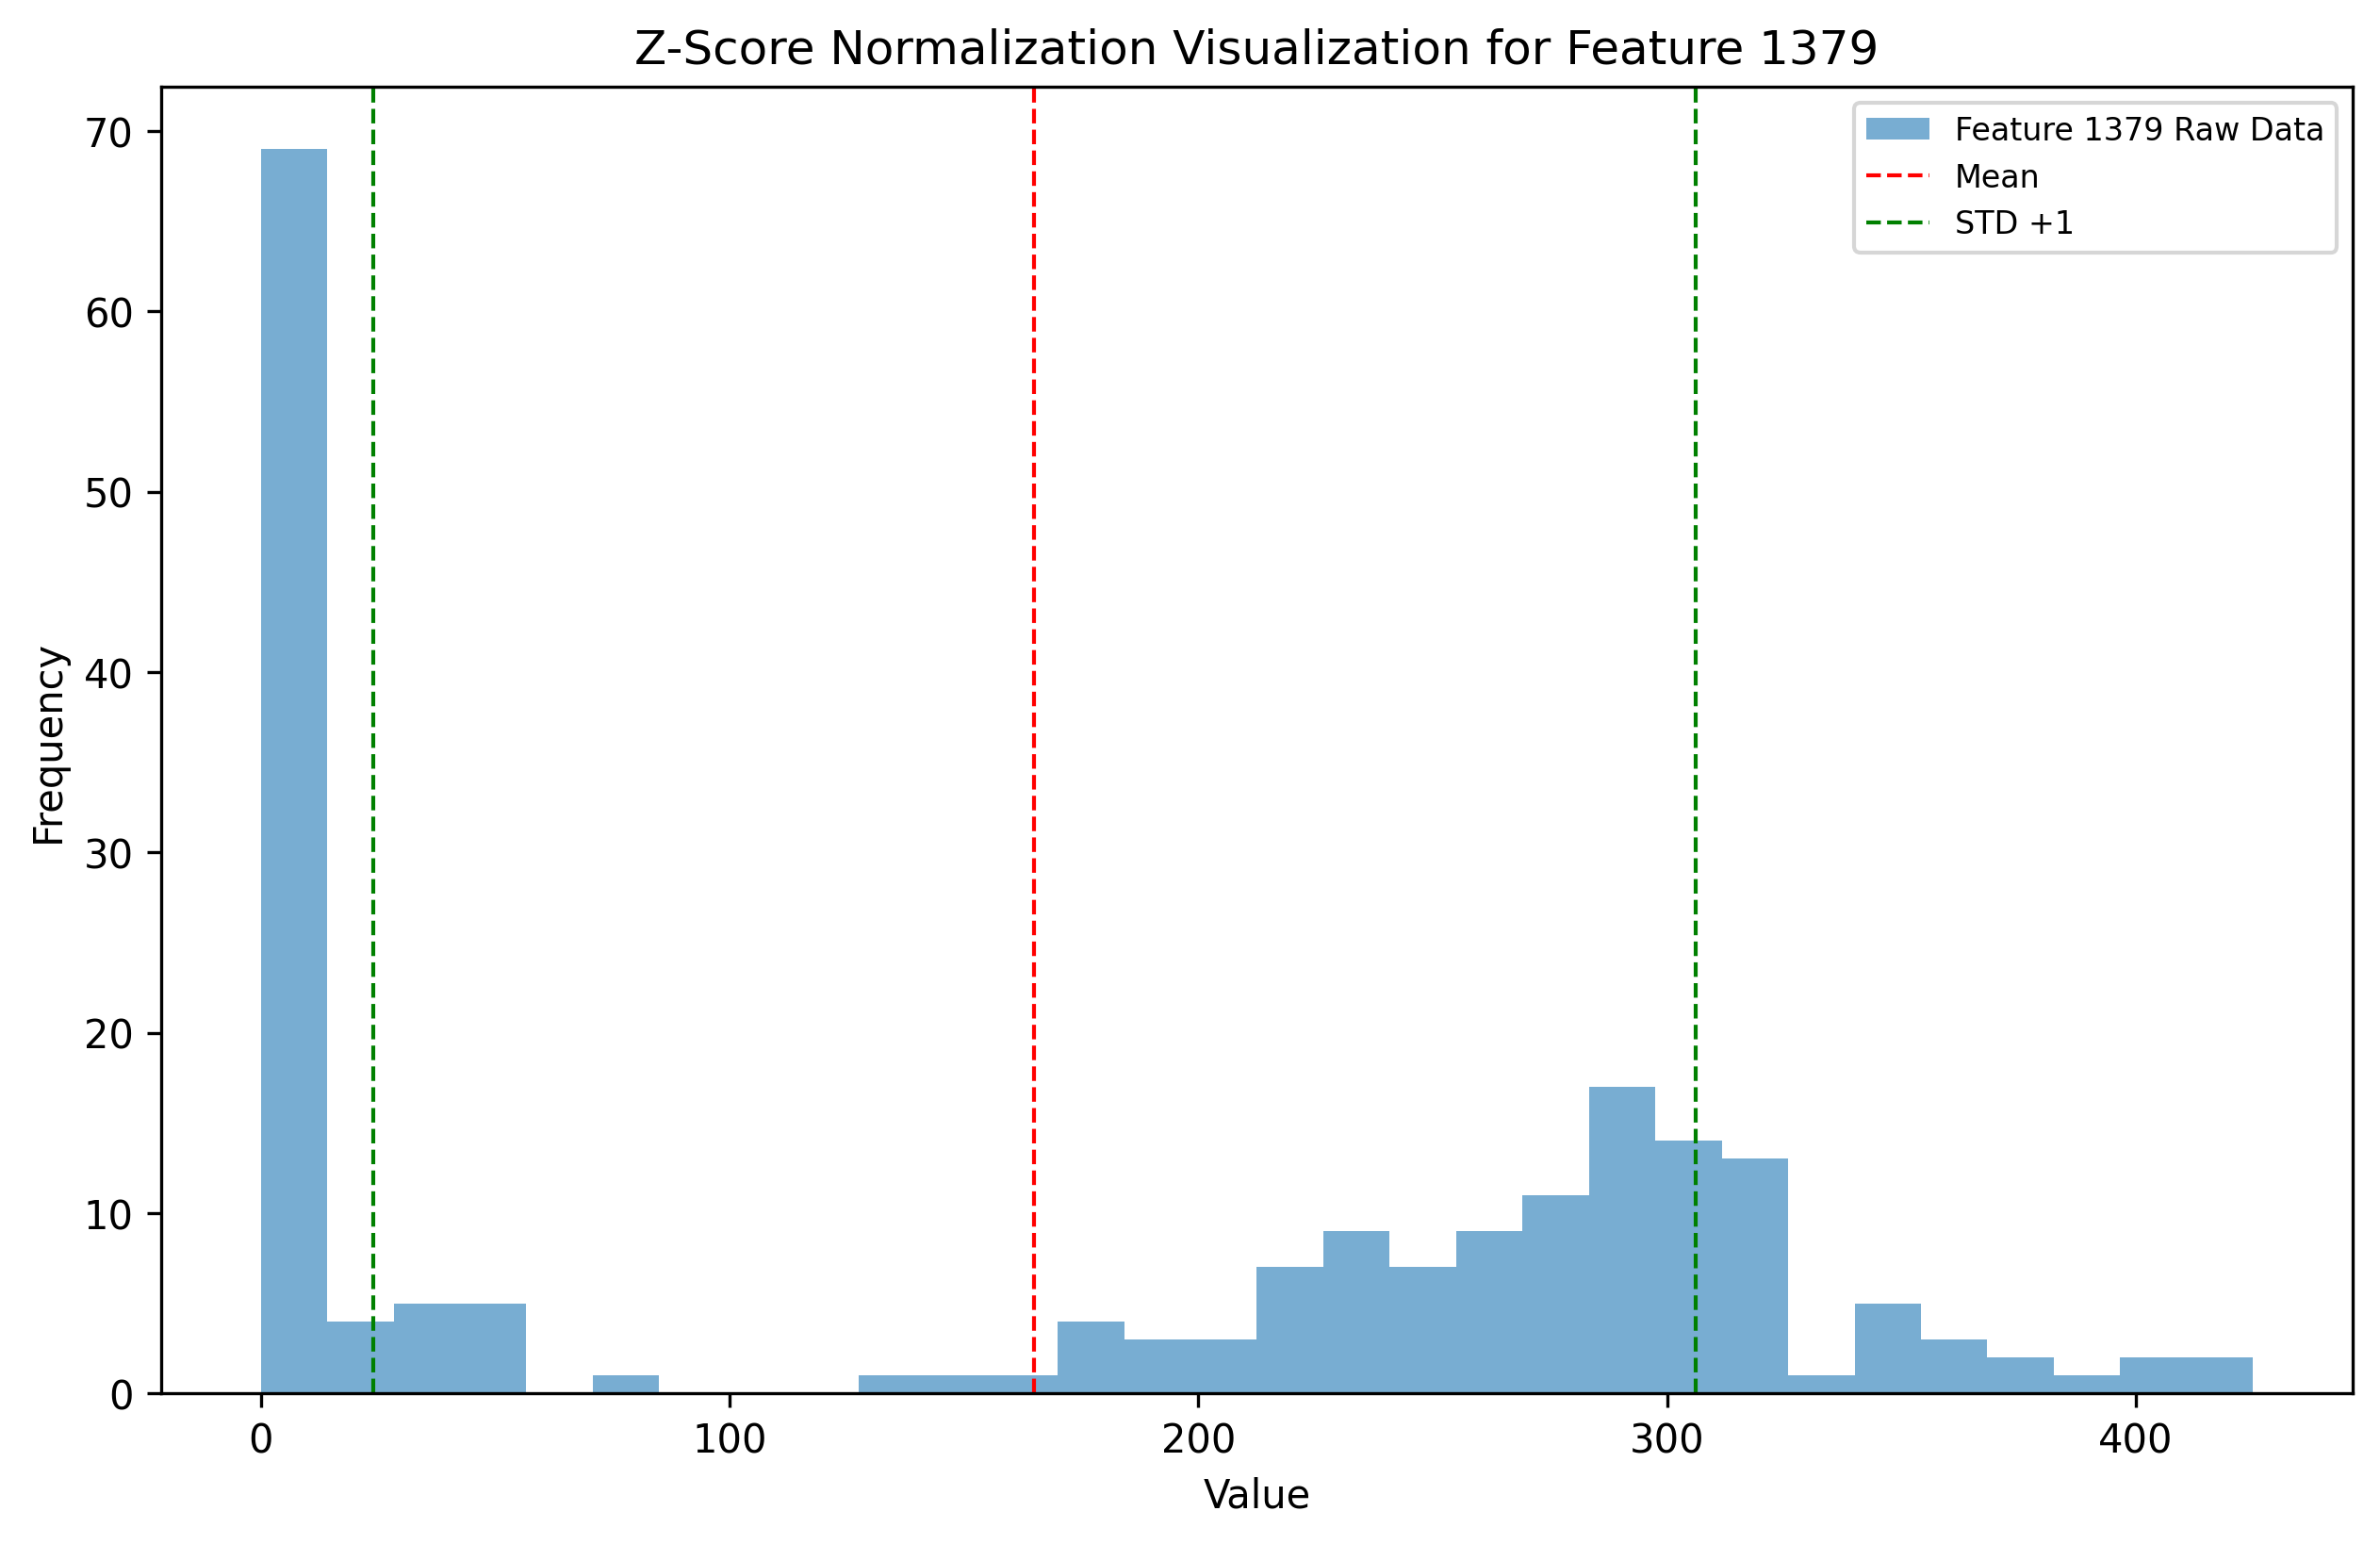 Z-Score Normalization Visualization for Feature 1379
Feature 1379 Raw Data
Mean
STD +1
70
60
50
40
30
20
10
0
Frequency
0 100 200 300 400
Value